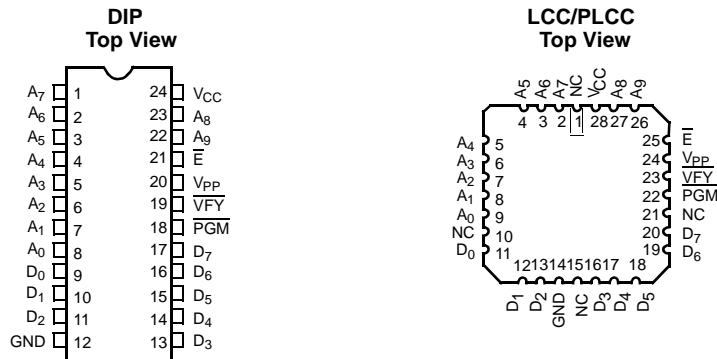 DIP
Top View
A7 1 24 VCC
A6 2 23 A8
A5 3 22 A9
A4 4 21 E̅
A3 5 20 VPP
A2 6 19 V̅F̅Y̅
A1 7 18 P̅G̅M̅
A0 8 17 D7
D0 9 16 D6
D1 10 15 D5
D2 11 14 D4
GND 12 13 D3
LCC/PLCC
Top View
A5 A6 A7 NC VCC A8 A9
4 3 2 1 28 27 26
A4 5 25 E̅
A3 6 24 VPP
A2 7 23 V̅F̅Y̅
A1 8 22 P̅G̅M̅
A0 9 21 NC
NC 10 20 D7
D0 11 19 D6
12 13 14 15 16 17 18
D1 D2 GND NC D3 D4 D5